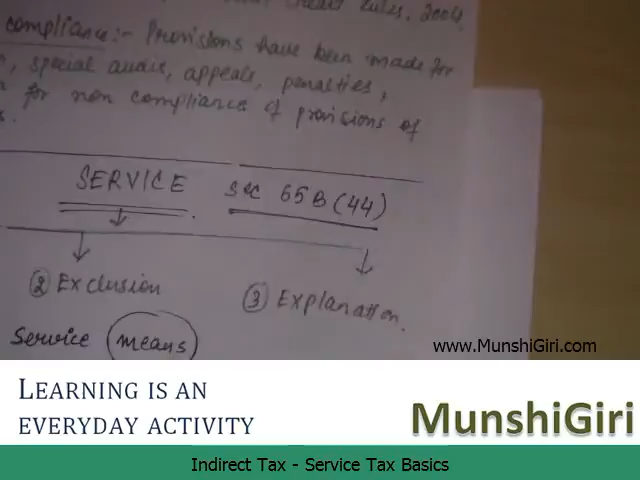 Rules, 2004.
compliance:- Provisions have been made for
special audit, appeals, penalties,
for non compliance of provisions of
SERVICE sec 65B (44)
② Exclusion ③ Explanation.
Service means
www.MunshiGiri.com
LEARNING IS AN
EVERYDAY ACTIVITY
MunshiGiri
Indirect Tax - Service Tax Basics